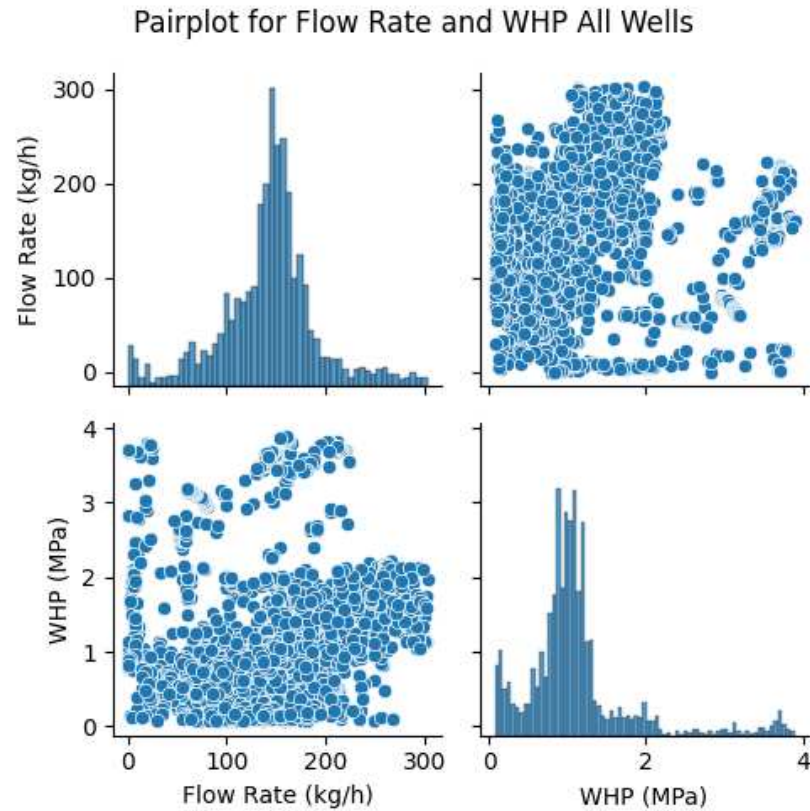 Pairplot for Flow Rate and WHP All Wells
300
200
100
0
Flow Rate (kg/h)
4
3
2
1
0
WHP (MPa)
0 100 200 300
Flow Rate (kg/h)
0 2 4
WHP (MPa)